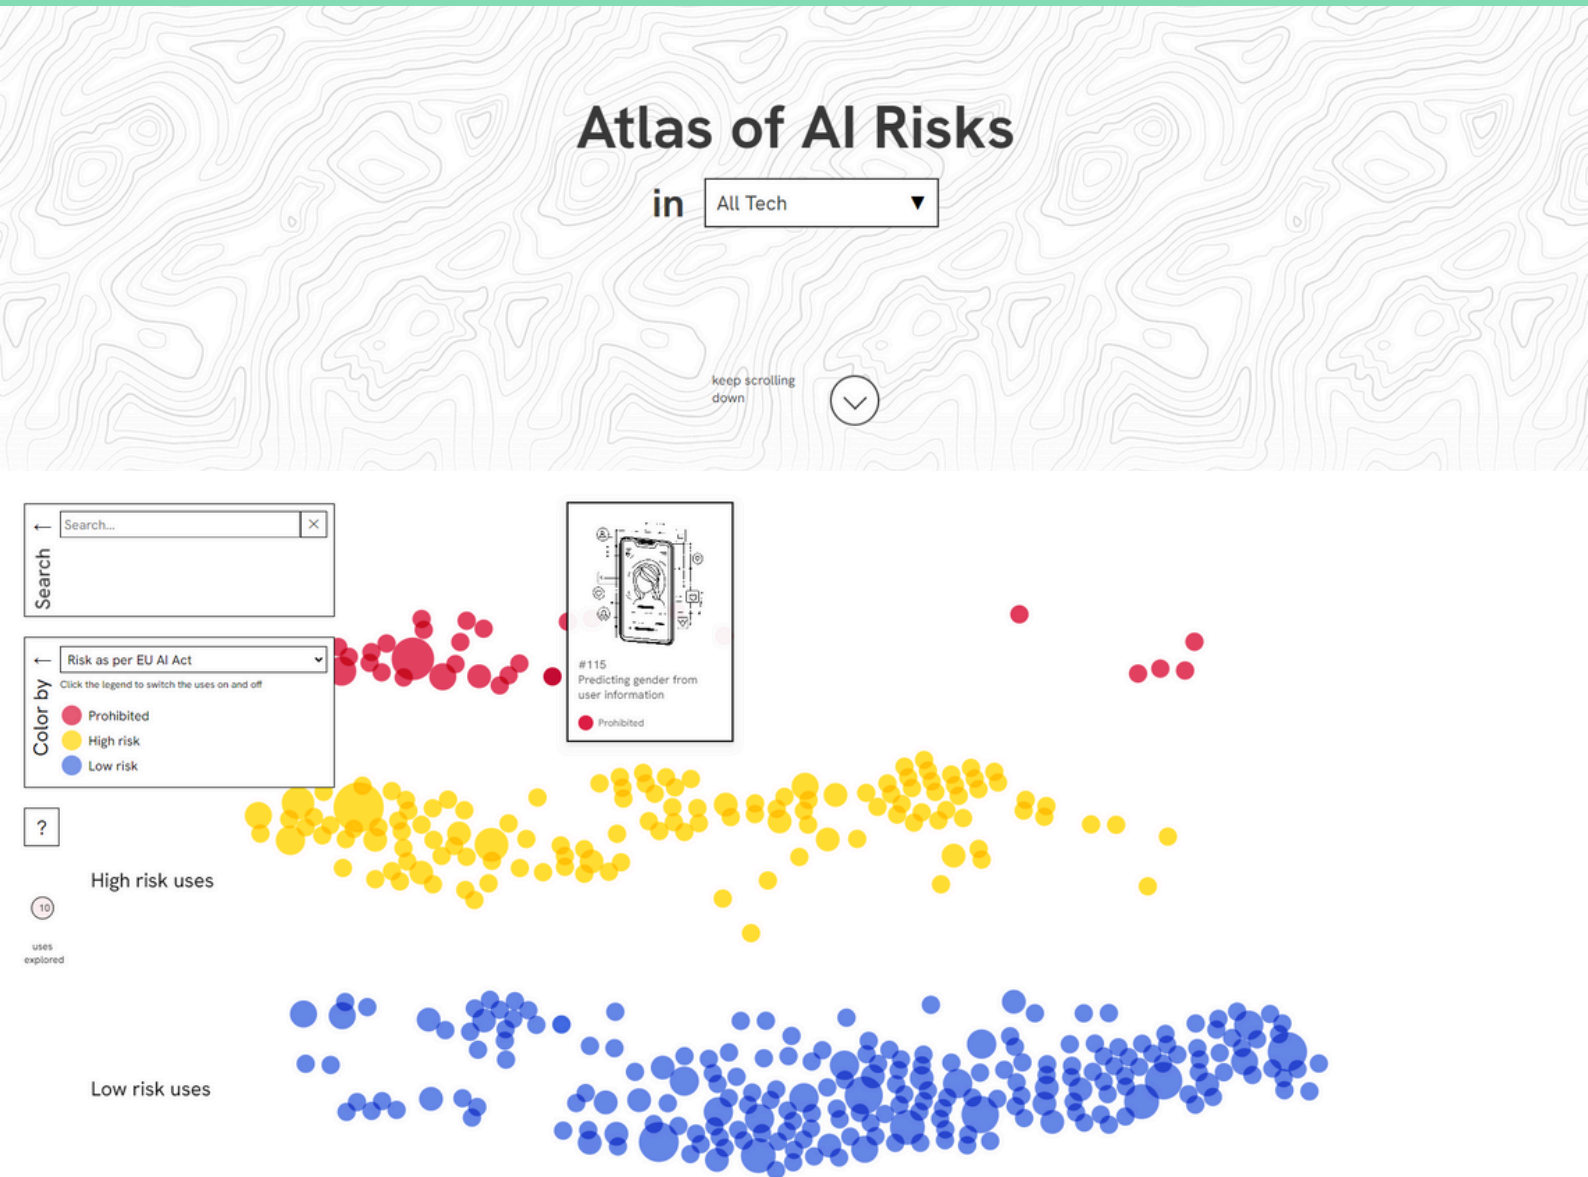 Atlas of AI Risks
in All Tech
keep scrolling
down
Search
Search...
Color by
Risk as per EU AI Act
Click the legend to switch the uses on and off
Prohibited
High risk
Low risk
?
10
uses
explored
#115
Predicting gender from
user information
Prohibited
High risk uses
Low risk uses